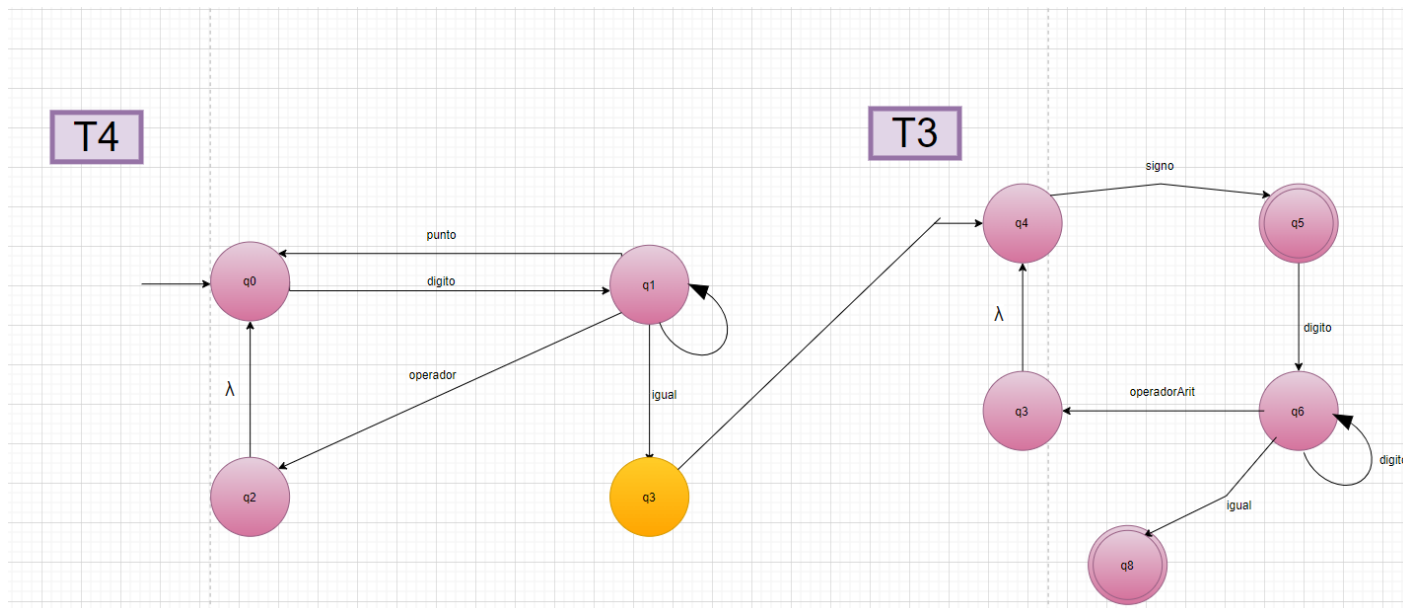 T4
T3
signo
q4
q5
punto
q0
digito
q1
λ
digito
λ
operador
igual
operadorArit
q3
q6
digito
q2
q3
igual
q8